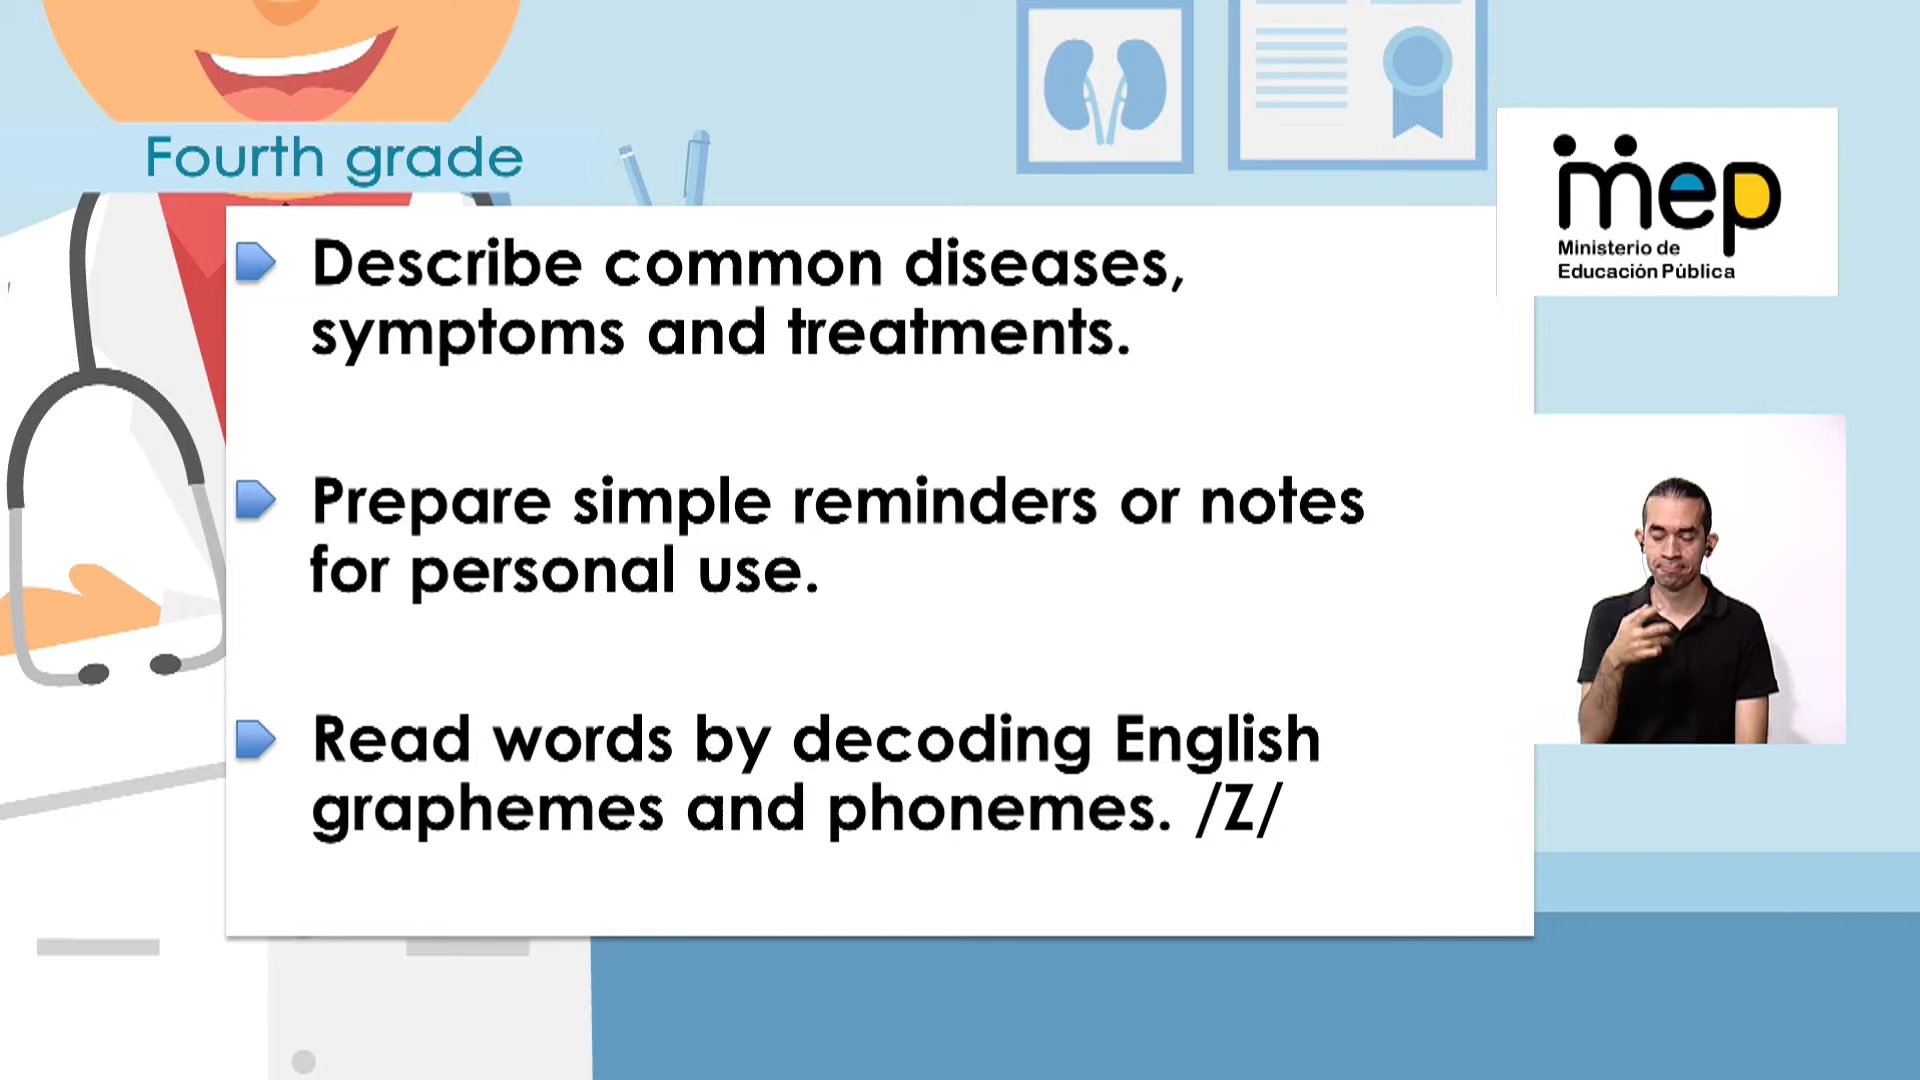 Fourth grade
mep
Ministerio de
Educación Pública
Describe common diseases,
symptoms and treatments.
Prepare simple reminders or notes
for personal use.
Read words by decoding English
graphemes and phonemes. /Z/